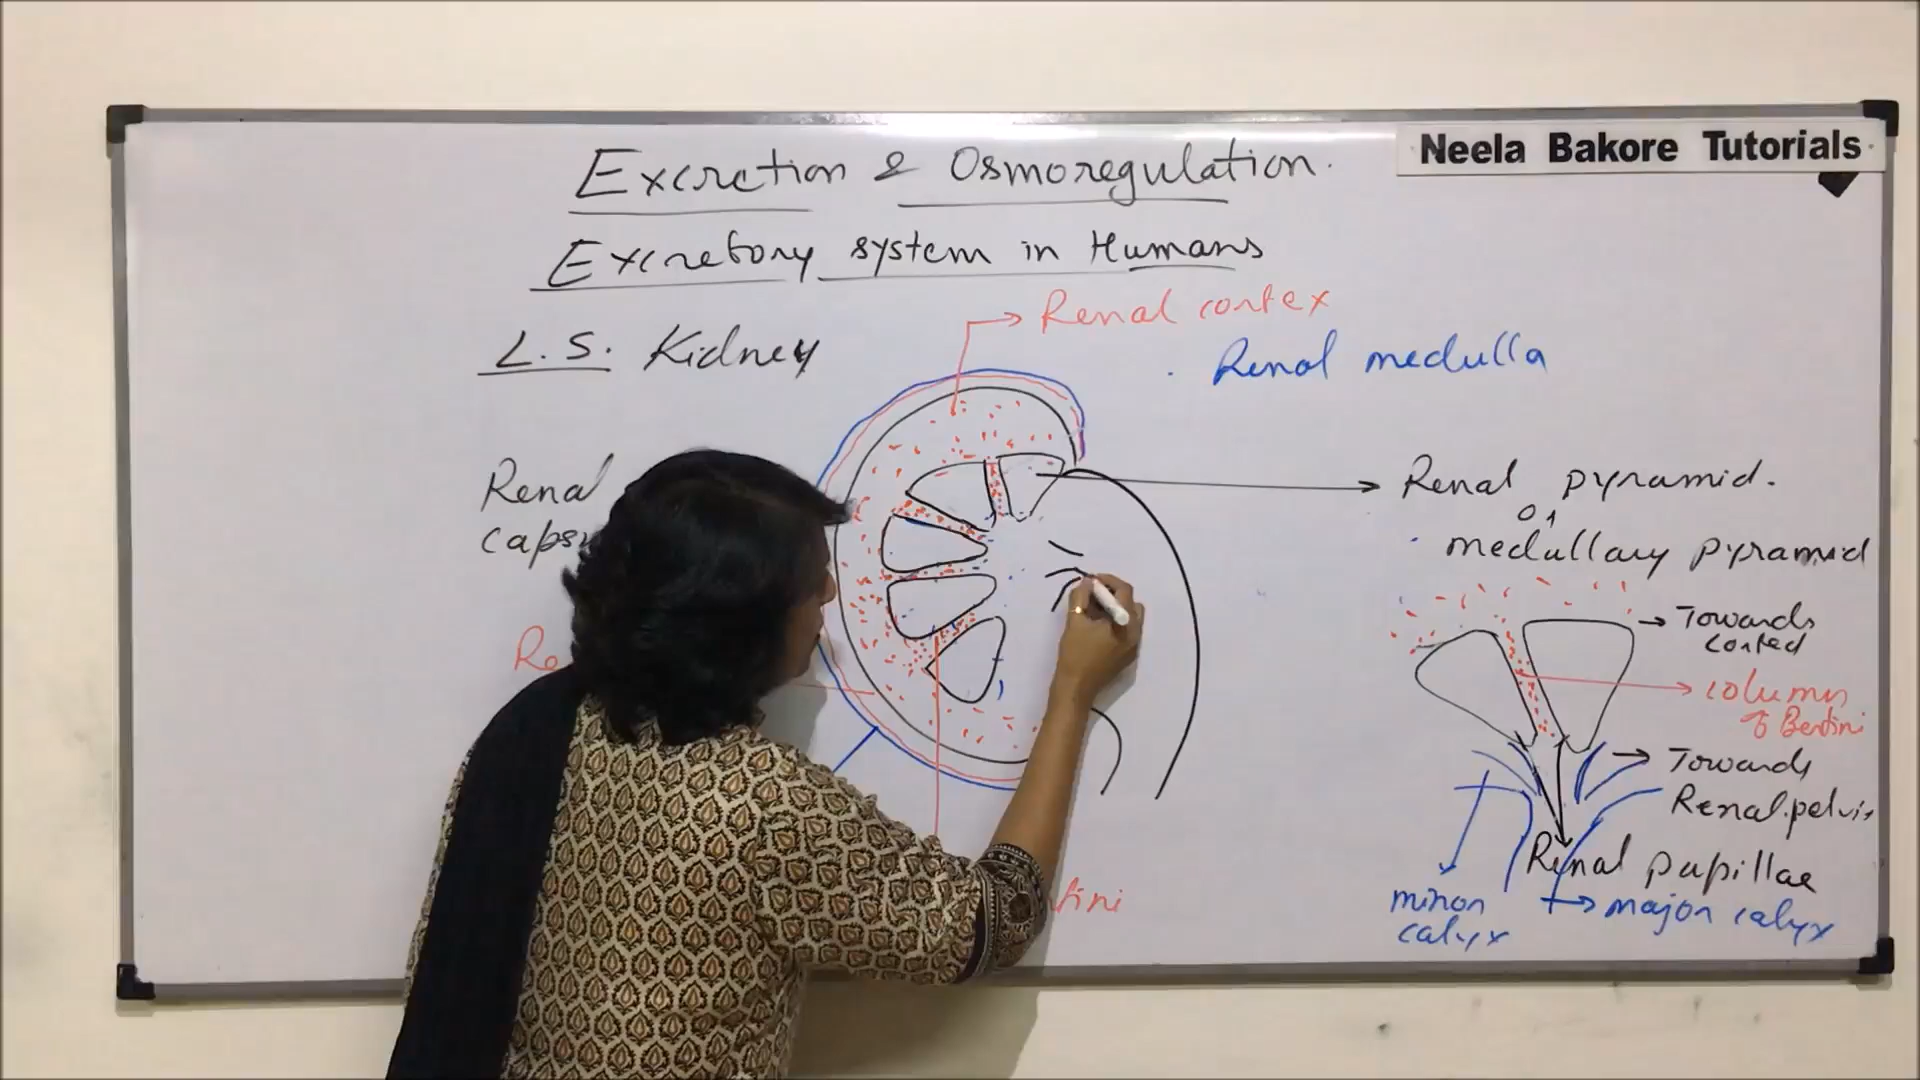 Neela Bakore Tutorials
Excretion & Osmoregulation.
Excretory system in Humans
L.S. Kidney
Renal cortex
Renal medulla
Renal
Renal pyramid.
or
medullary pyramid
Towards
cortex
columns
of Bertini
Towards
Renal pelvis
Renal papillae
minor
calyx
major calyx